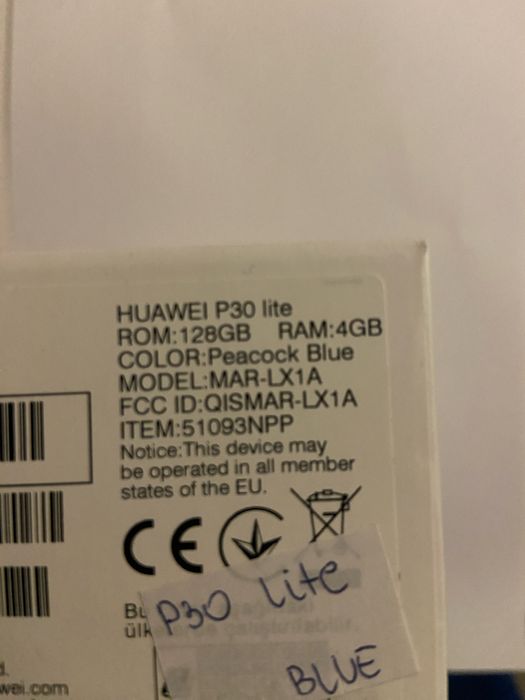 HUAWEI P30 lite
ROM:128GB RAM:4GB
COLOR:Peacock Blue
MODEL:MAR-LX1A
FCC ID:QISMAR-LX1A
ITEM:51093NPP
Notice:This device may
be operated in all member
states of the EU.
CE
P30 Lite
BLUE
wei.com